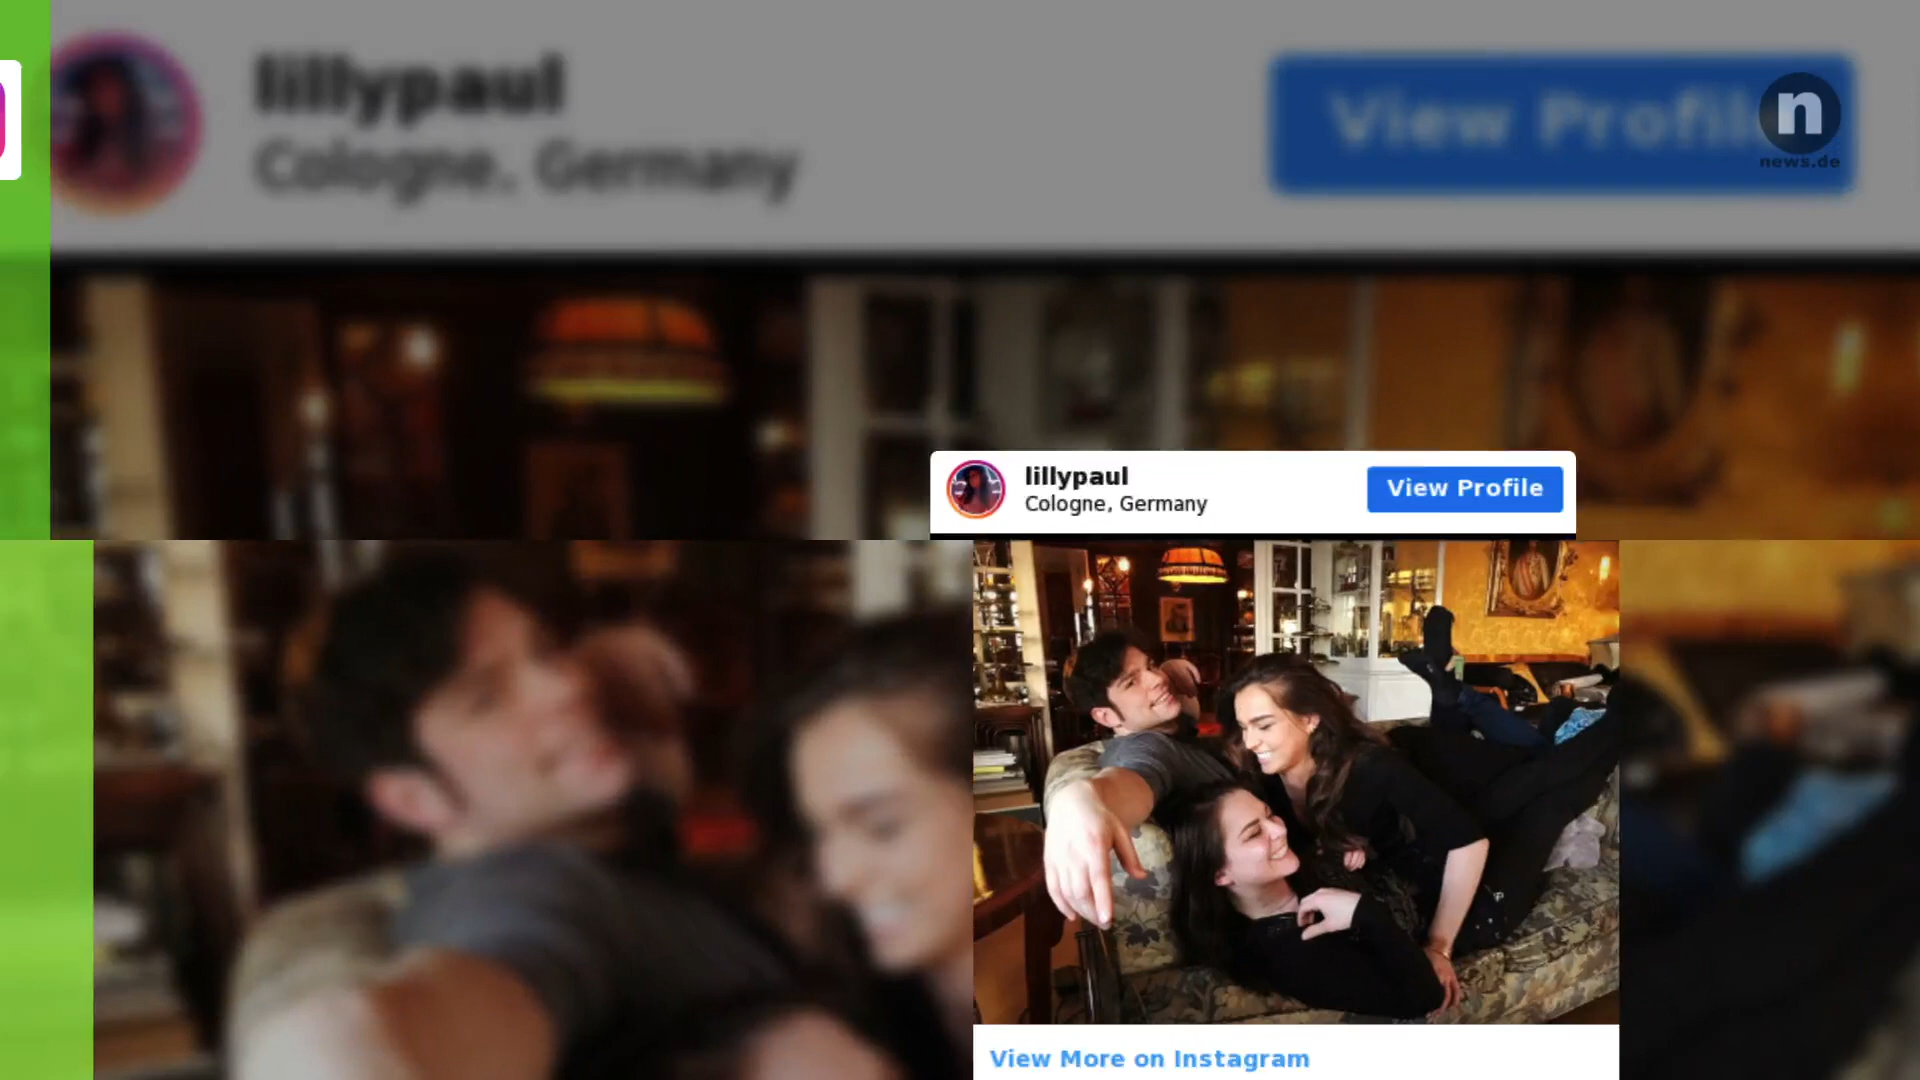 lillypaul
Cologne, Germany
View Profile
n
news.de
lillypaul
Cologne, Germany
View Profile
View More on Instagram